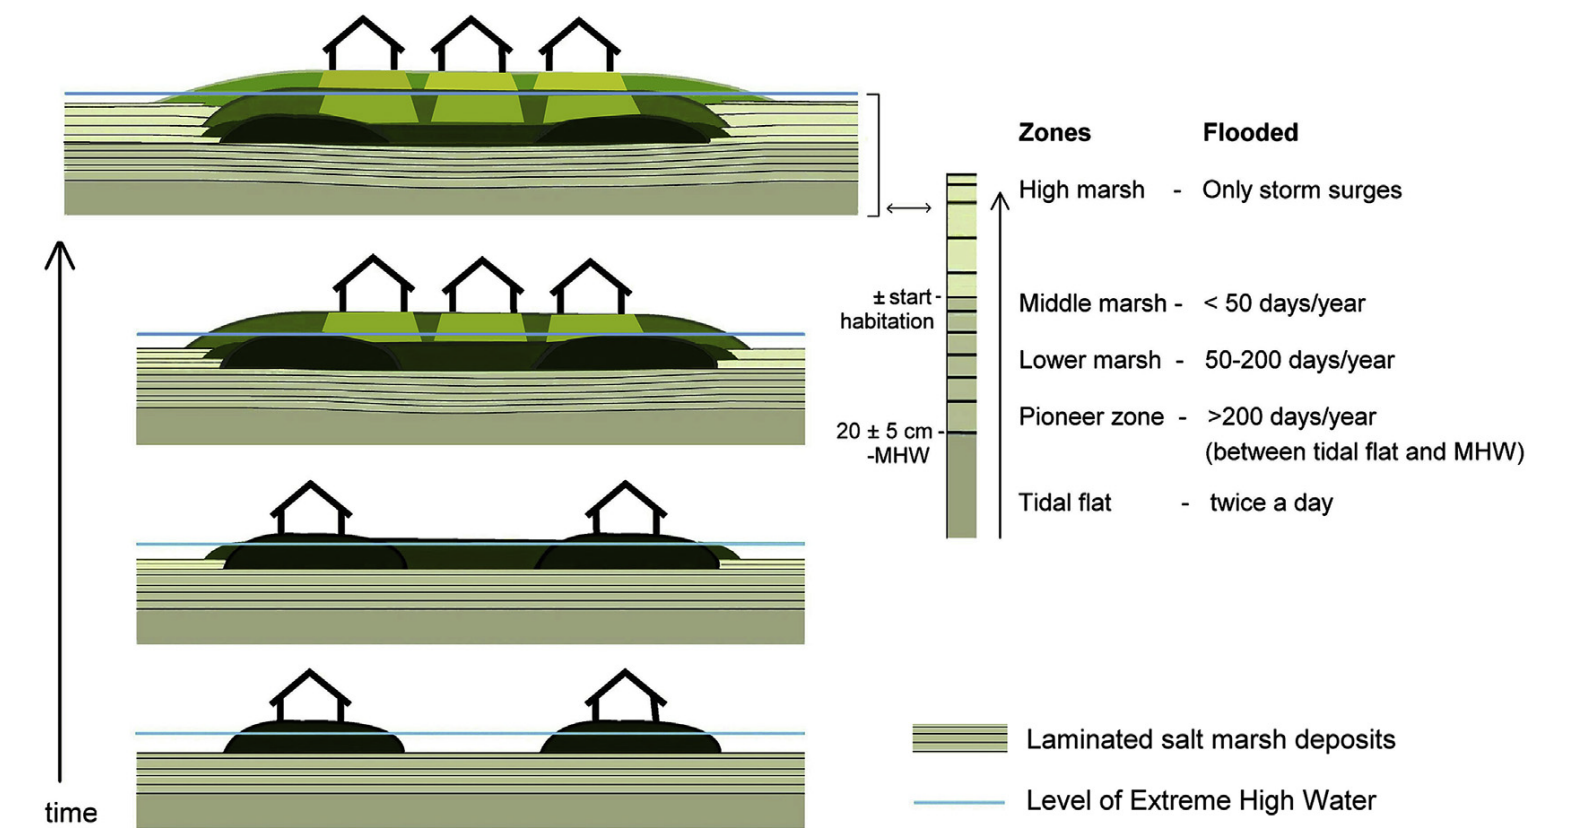 Zones Flooded
High marsh - Only storm surges
± start
habitation
Middle marsh - < 50 days/year
Lower marsh - 50-200 days/year
Pioneer zone - >200 days/year
(between tidal flat and MHW)
20 ± 5 cm
-MHW
Tidal flat - twice a day
Laminated salt marsh deposits
Level of Extreme High Water
time